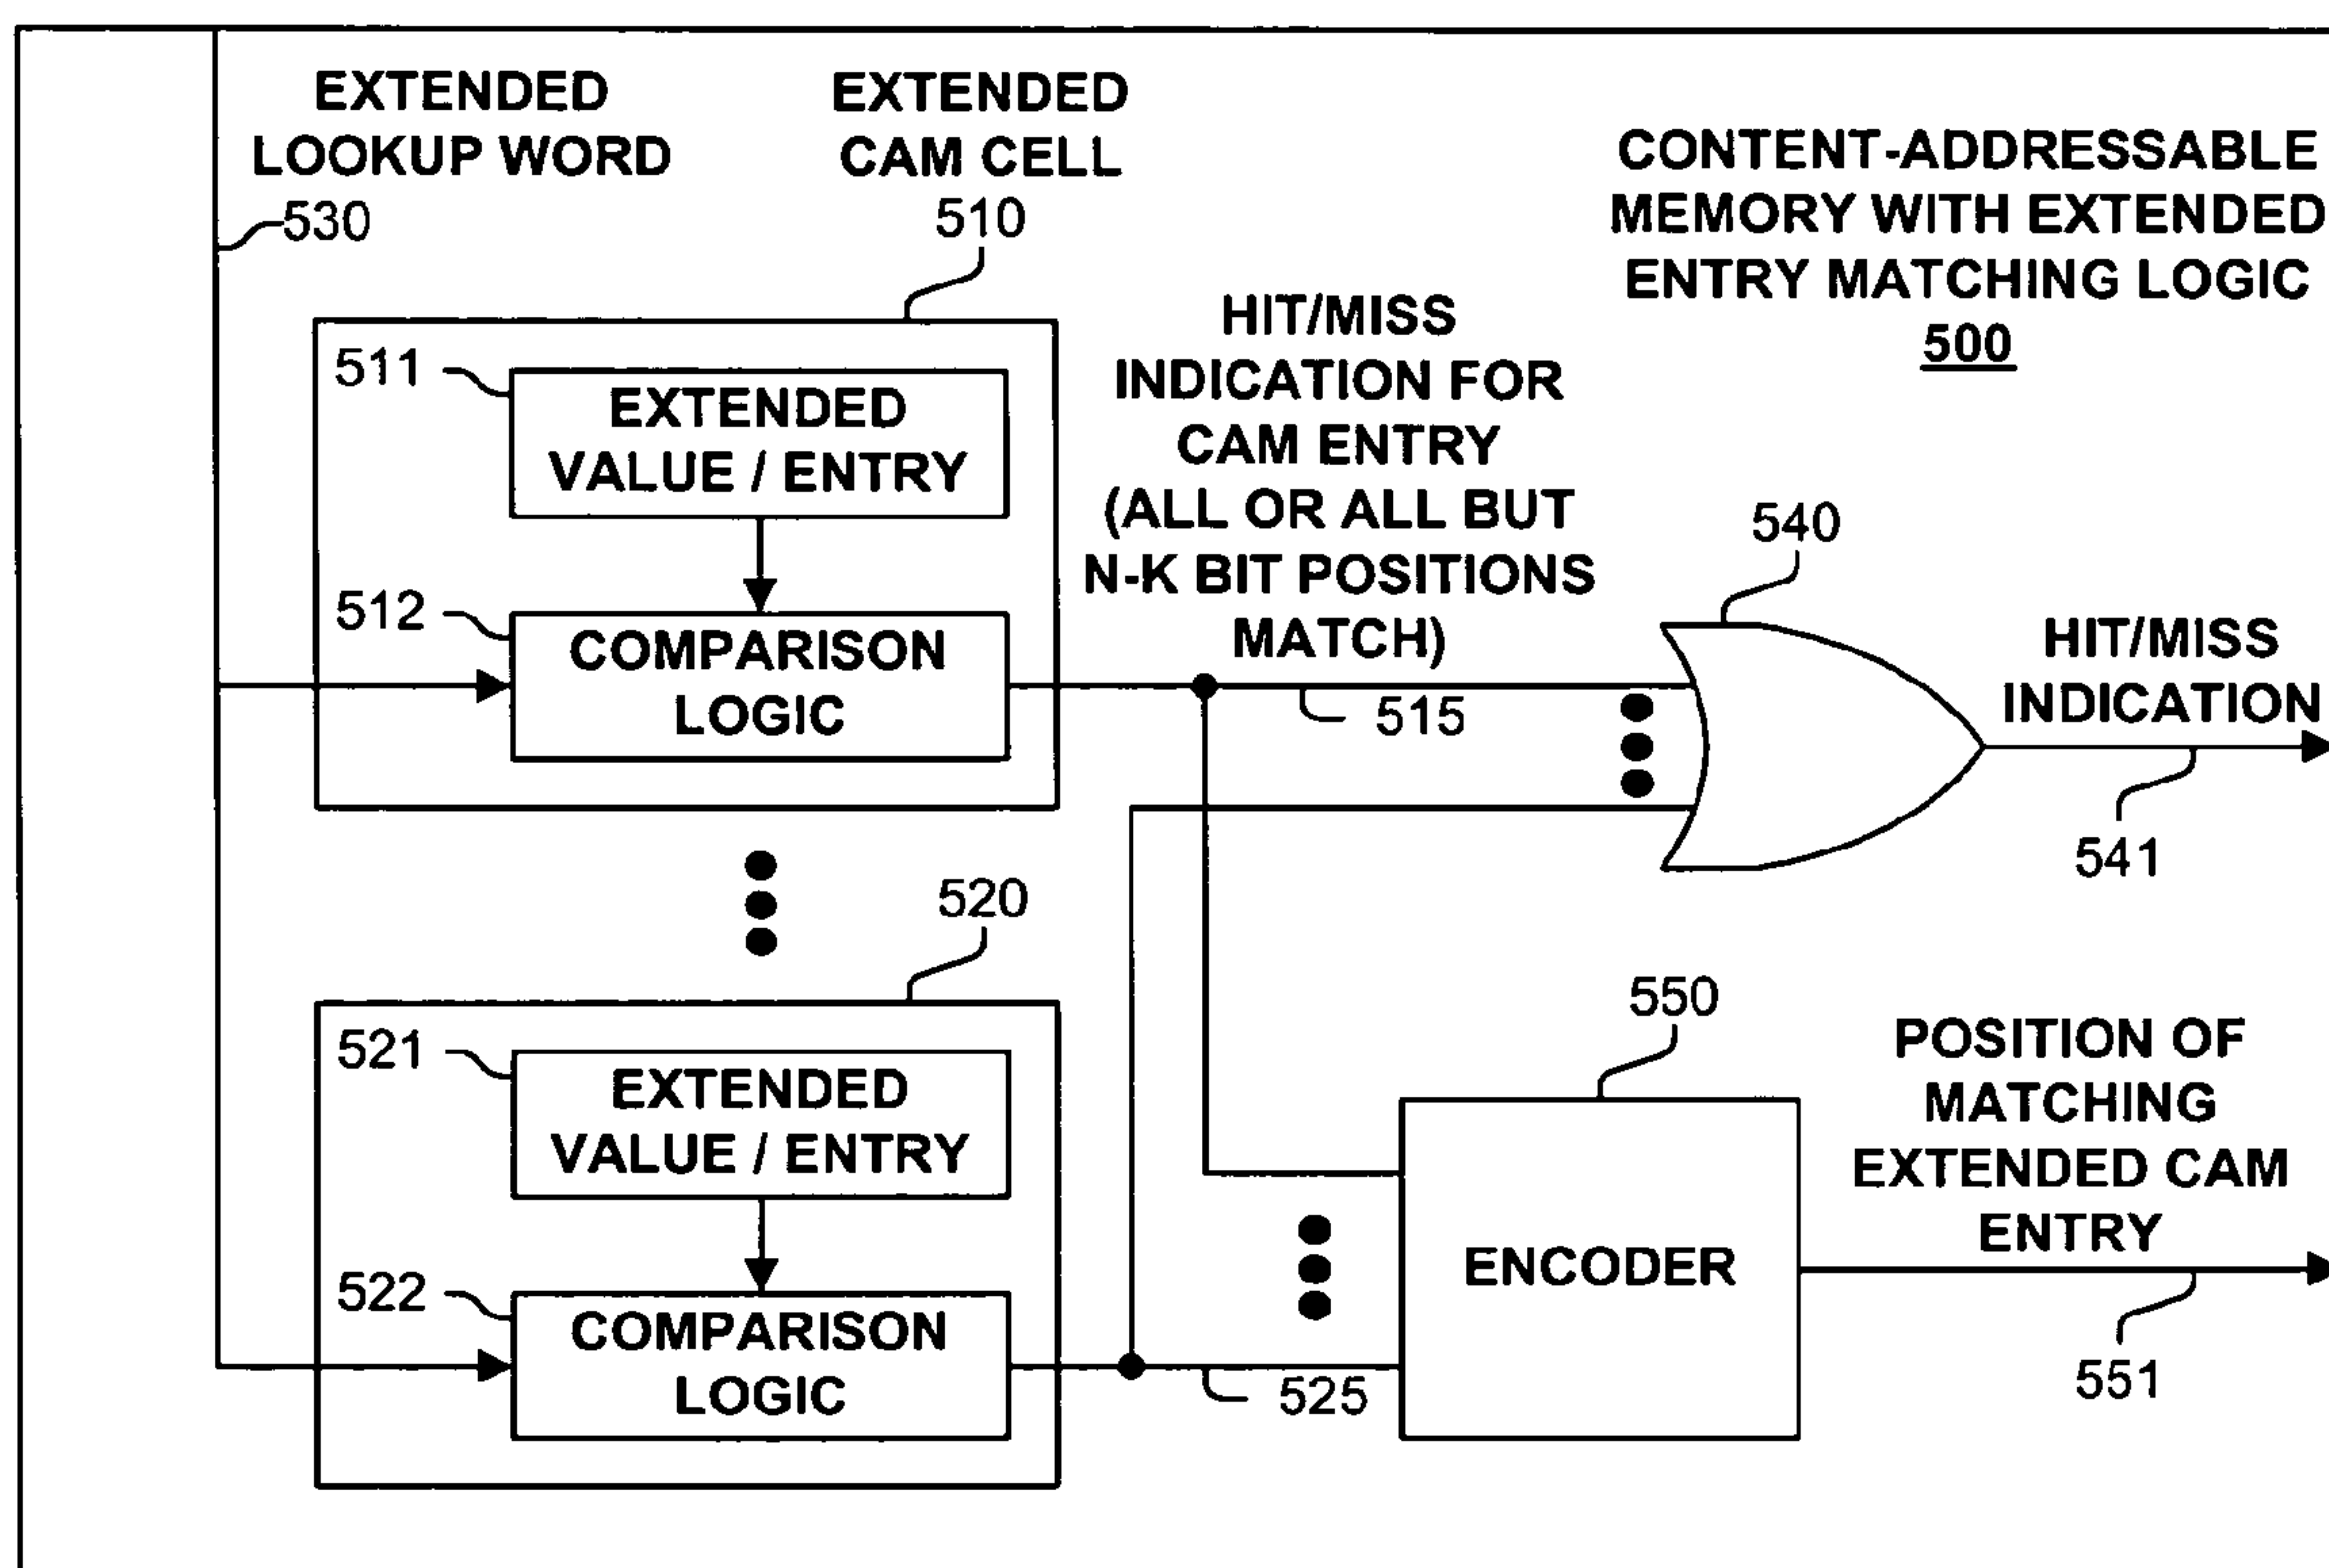 EXTENDED
LOOKUP WORD
530
EXTENDED
CAM CELL
510
CONTENT-ADDRESSABLE
MEMORY WITH EXTENDED
ENTRY MATCHING LOGIC
500
511
EXTENDED
VALUE / ENTRY
512
COMPARISON
LOGIC
HIT/MISS
INDICATION FOR
CAM ENTRY
(ALL OR ALL BUT
N-K BIT POSITIONS
MATCH)
515
540
HIT/MISS
INDICATION
541
520
521
EXTENDED
VALUE / ENTRY
522
COMPARISON
LOGIC
525
550
ENCODER
POSITION OF
MATCHING
EXTENDED CAM
ENTRY
551